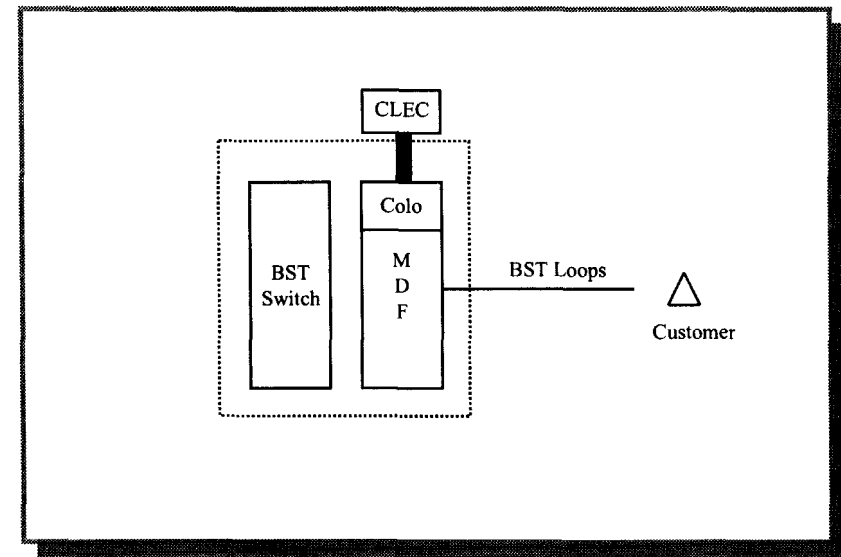 CLEC
Colo
BST
Switch
M
D
F
BST Loops
Customer